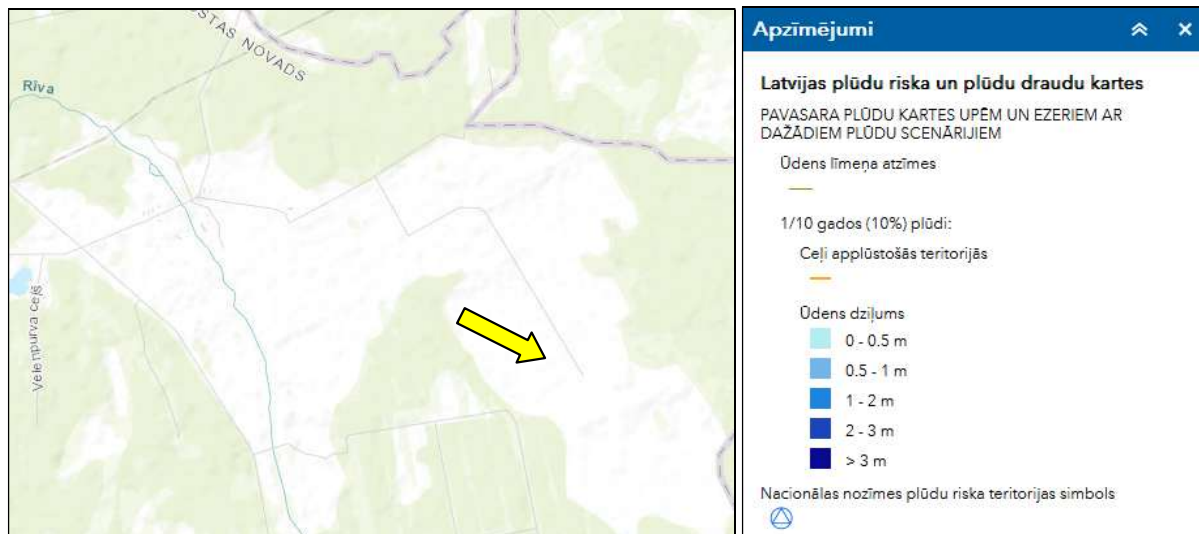 STAS NOVADS
Rīva
Velेnpurva ceļš
Apzīmējumi
Latvijas plūdu riska un plūdu draudu kartes
PAVASARA PLŪDU KARTES UPĒM UN EZERIEM AR
DAŽĀDIEM PLŪDU SCENĀRIJIEM
Ūdens līmeņa atzīmes
1/10 gados (10%) plūdi:
Ceļi applūstošās teritorijās
Ūdens dziļums
0 - 0.5 m
0.5 - 1 m
1 - 2 m
2 - 3 m
> 3 m
Nacionālas nozīmes plūdu riska teritorijas simbols